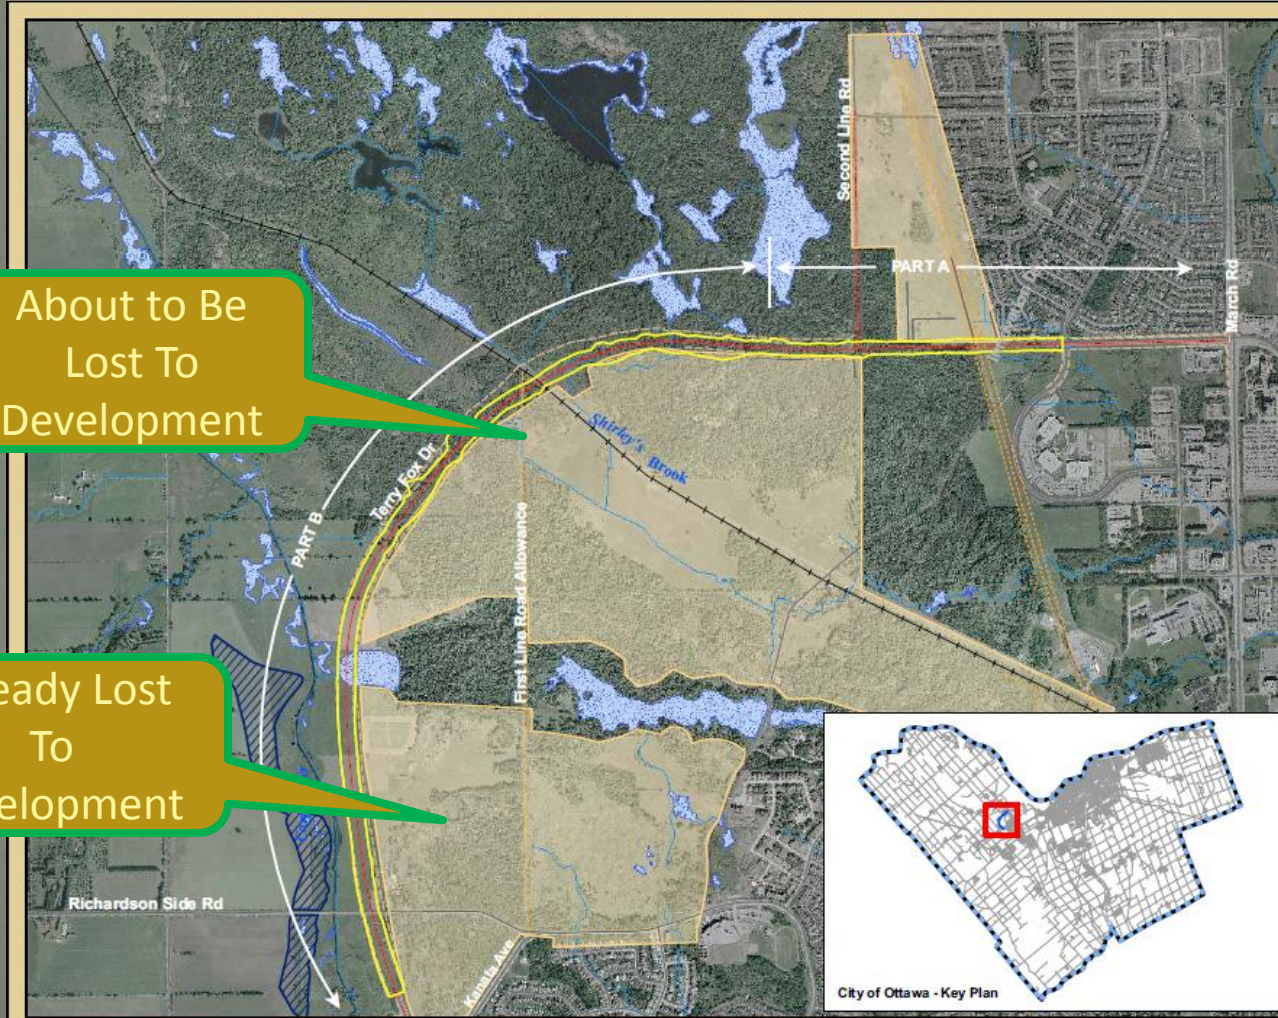 Second Line Rd
PART A
March Rd
About to Be
Lost To
Development
Shirley's Brook
Terry Fox Dr
PART B
First Line Road Allowance
eady Lost
To
elopment
Richardson Side Rd
Kanata Ave
City of Ottawa - Key Plan